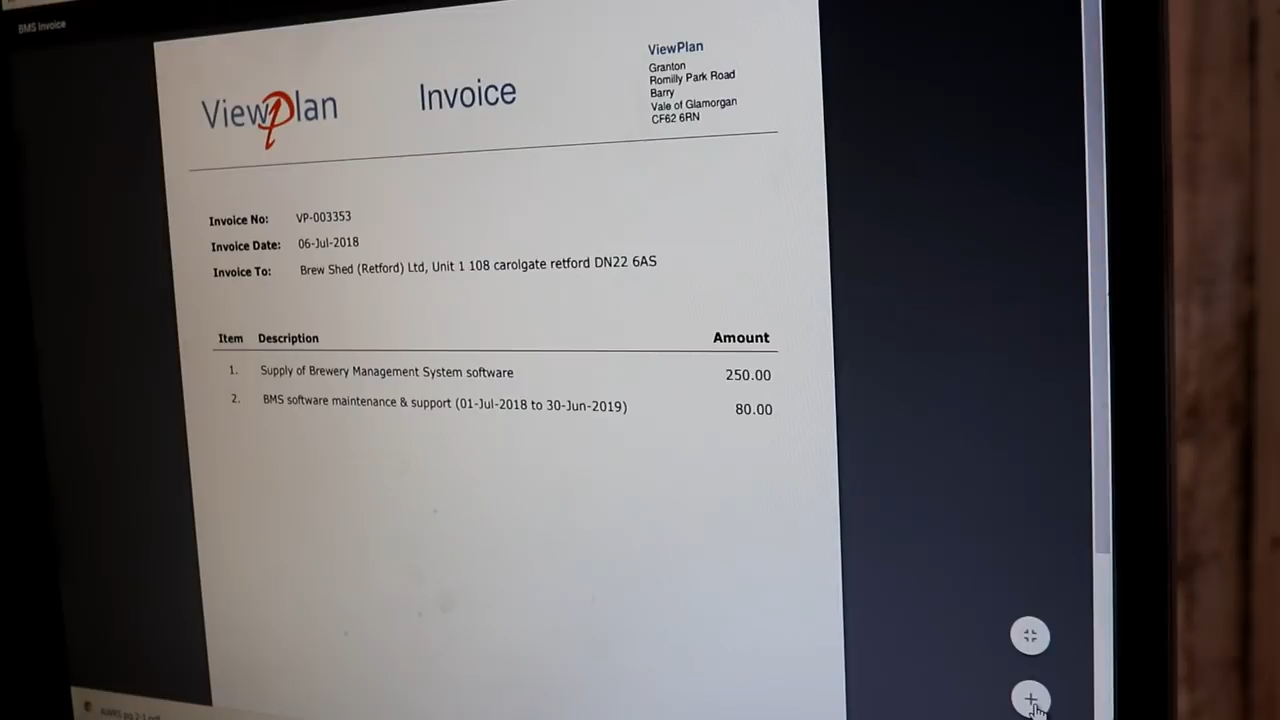 BMS Invoice
ViewPlan
Invoice
ViewPlan
Granton
Romilly Park Road
Barry
Vale of Glamorgan
CF62 6RN
Invoice No: VP-003353
Invoice Date: 06-Jul-2018
Invoice To: Brew Shed (Retford) Ltd, Unit 1 108 carolgate retford DN22 6AS
Item Description Amount
1. Supply of Brewery Management System software 250.00
2. BMS software maintenance & support (01-Jul-2018 to 30-Jun-2019) 80.00